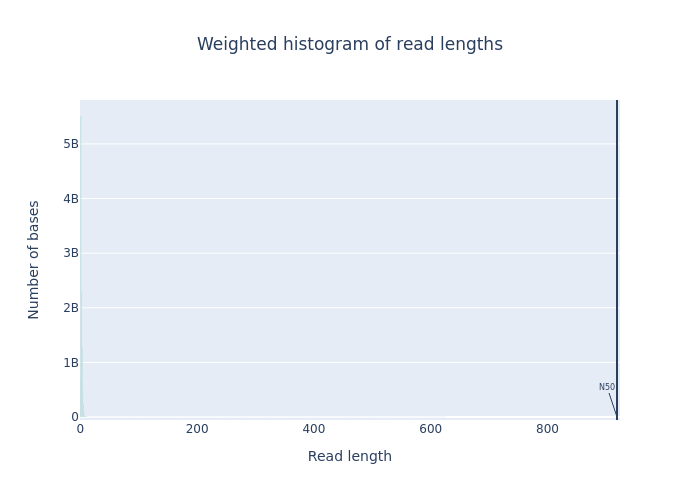 Weighted histogram of read lengths
5B
4B
3B
2B
1B
0
Number of bases
N50
0 200 400 600 800
Read length